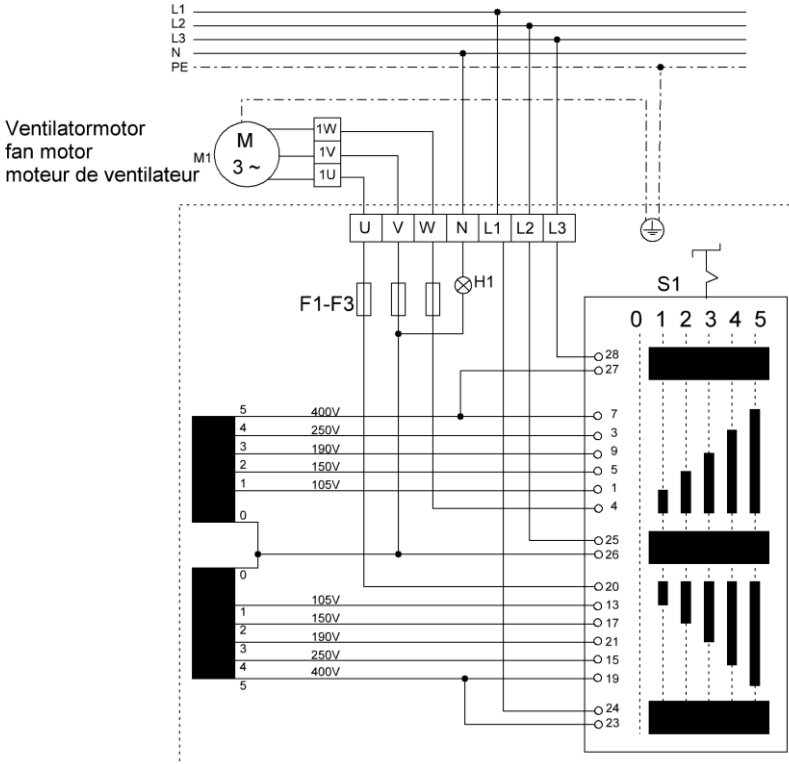 L1
L2
L3
N
PE
Ventilatormotor
fan motor
moteur de ventilateur
M1
M
3 ~
1W
1V
1U
U V W N L1 L2 L3
F1-F3
H1
S1
0 1 2 3 4 5
28
27
5 400V 7
4 250V 3
3 190V 9
2 150V 5
1 105V 1
4
0
25
26
0
20
105V 13
1
150V 17
2
190V 21
3
250V 15
4
400V 19
5
24
23